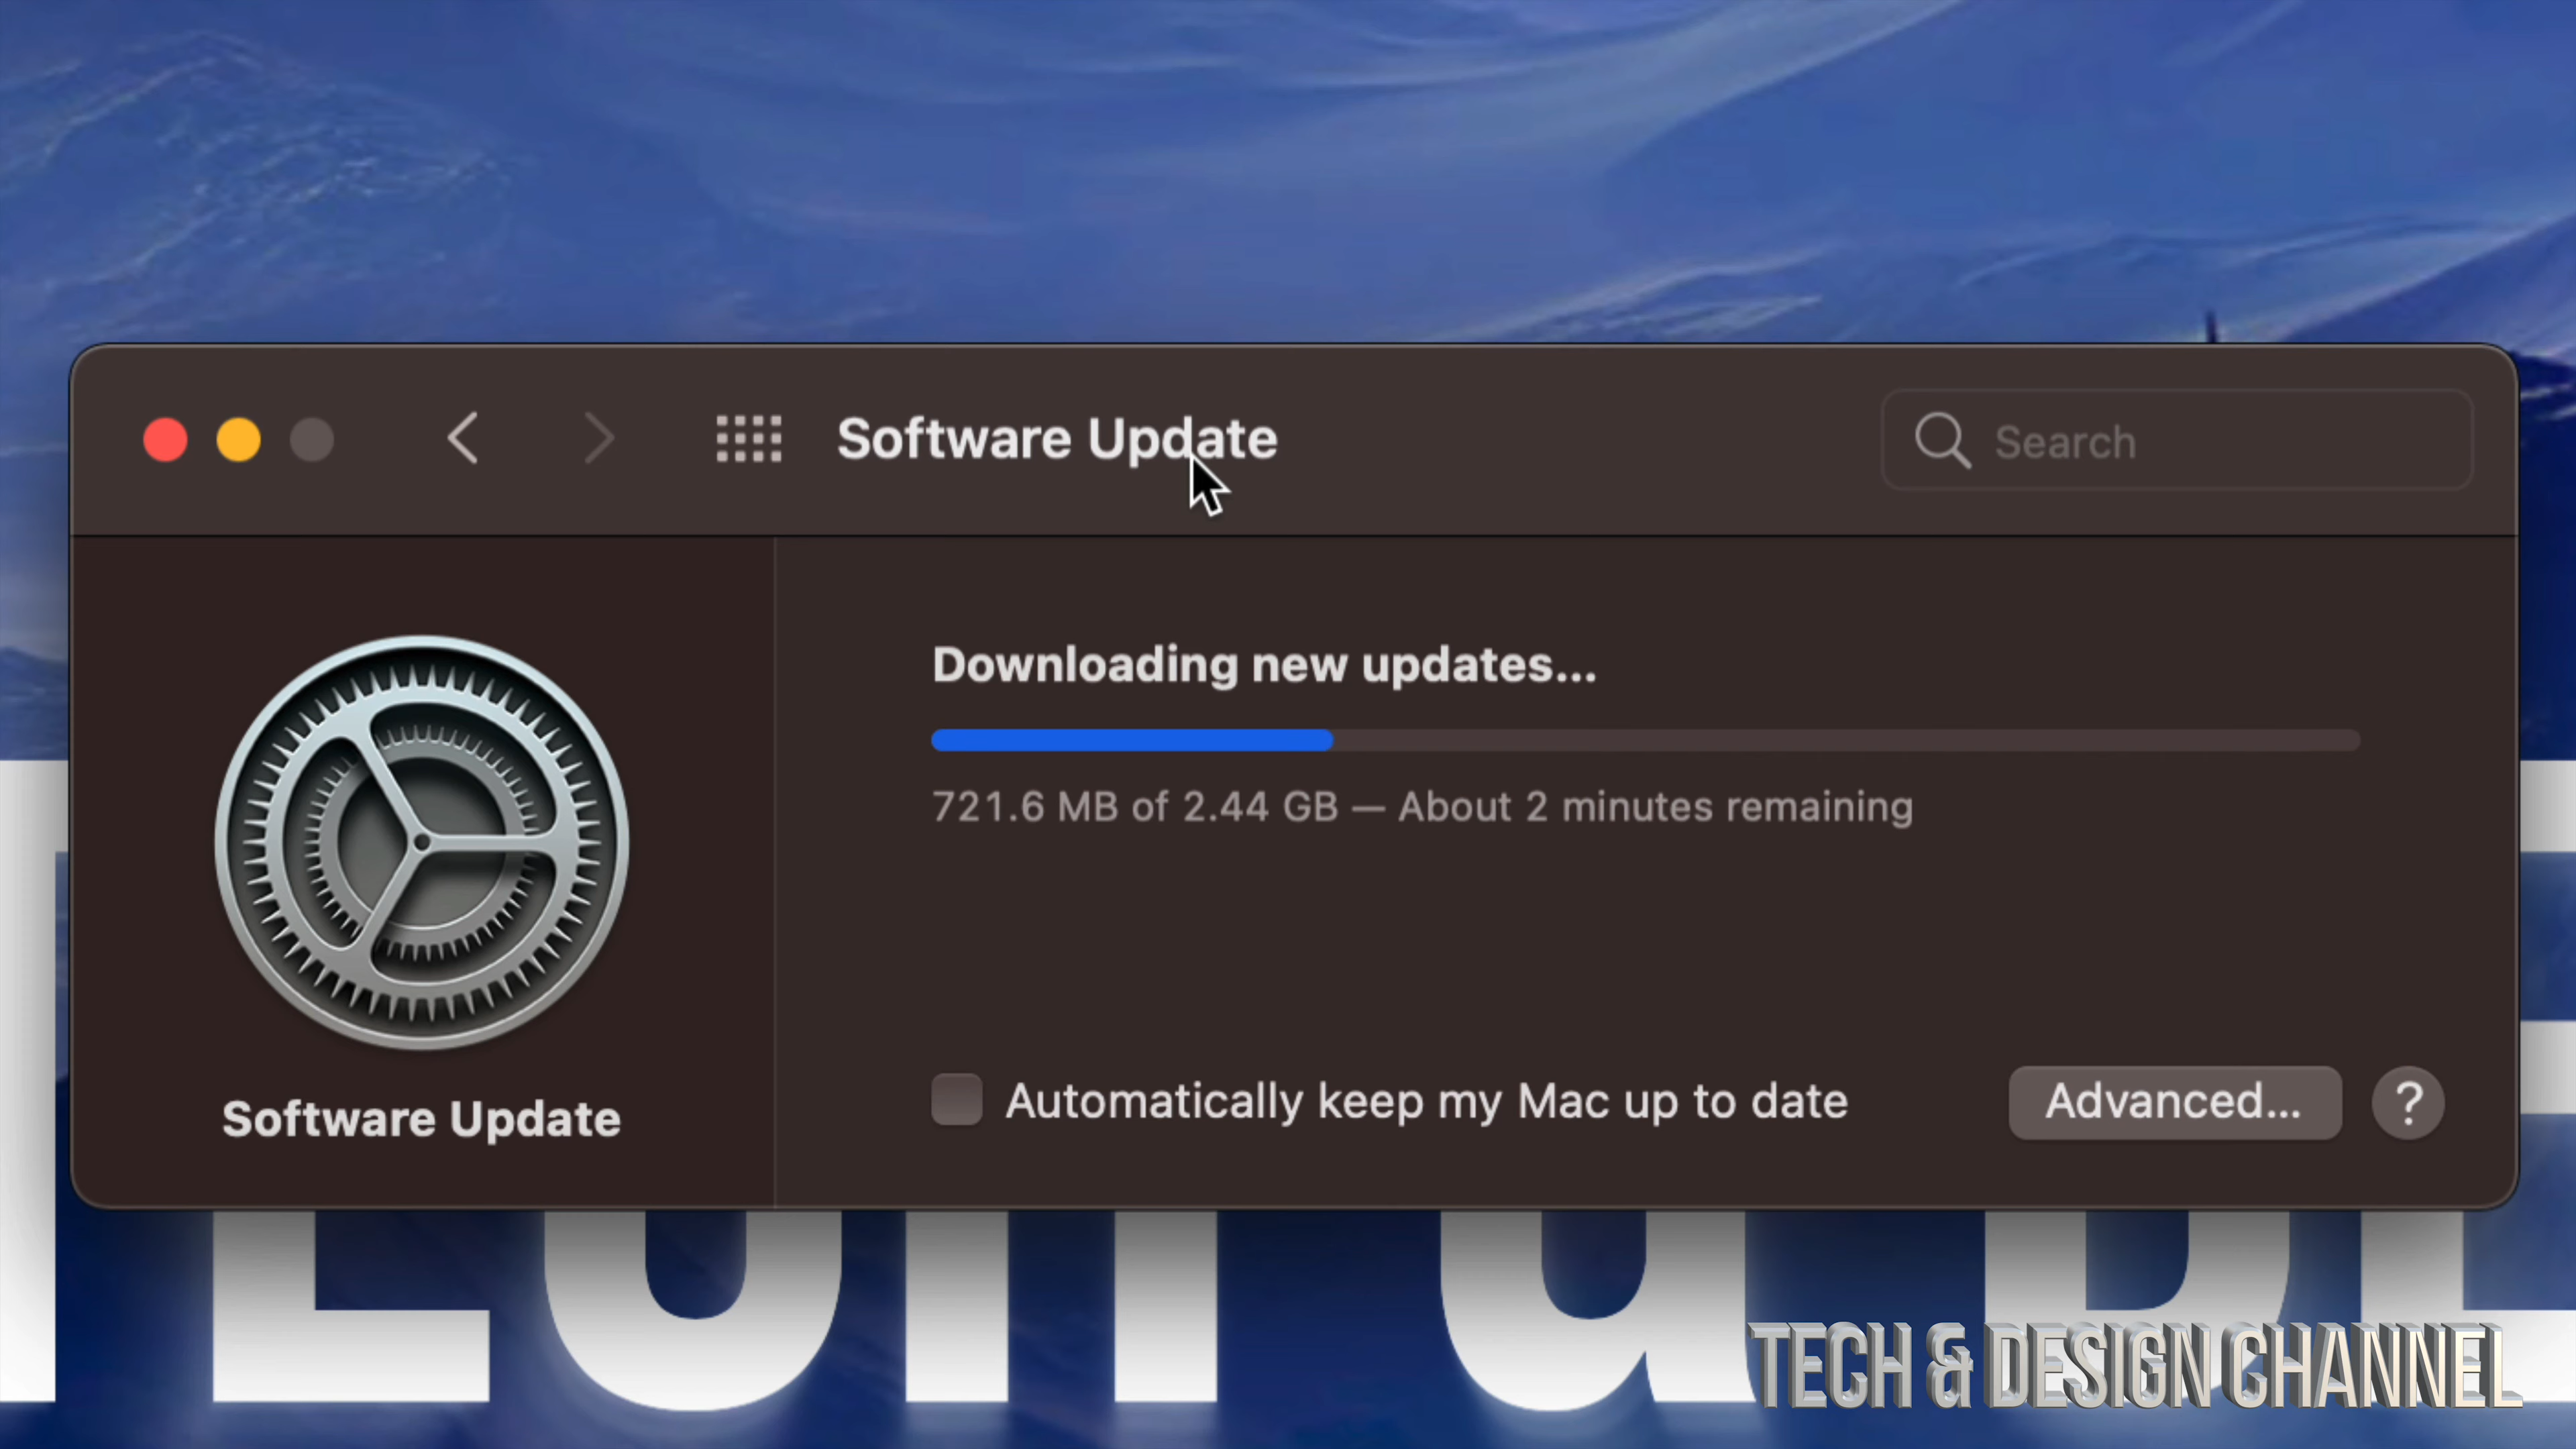 Software Update
Search
Downloading new updates...
721.6 MB of 2.44 GB — About 2 minutes remaining
Software Update
Automatically keep my Mac up to date
Advanced...
?
TECH & DESIGN CHANNEL